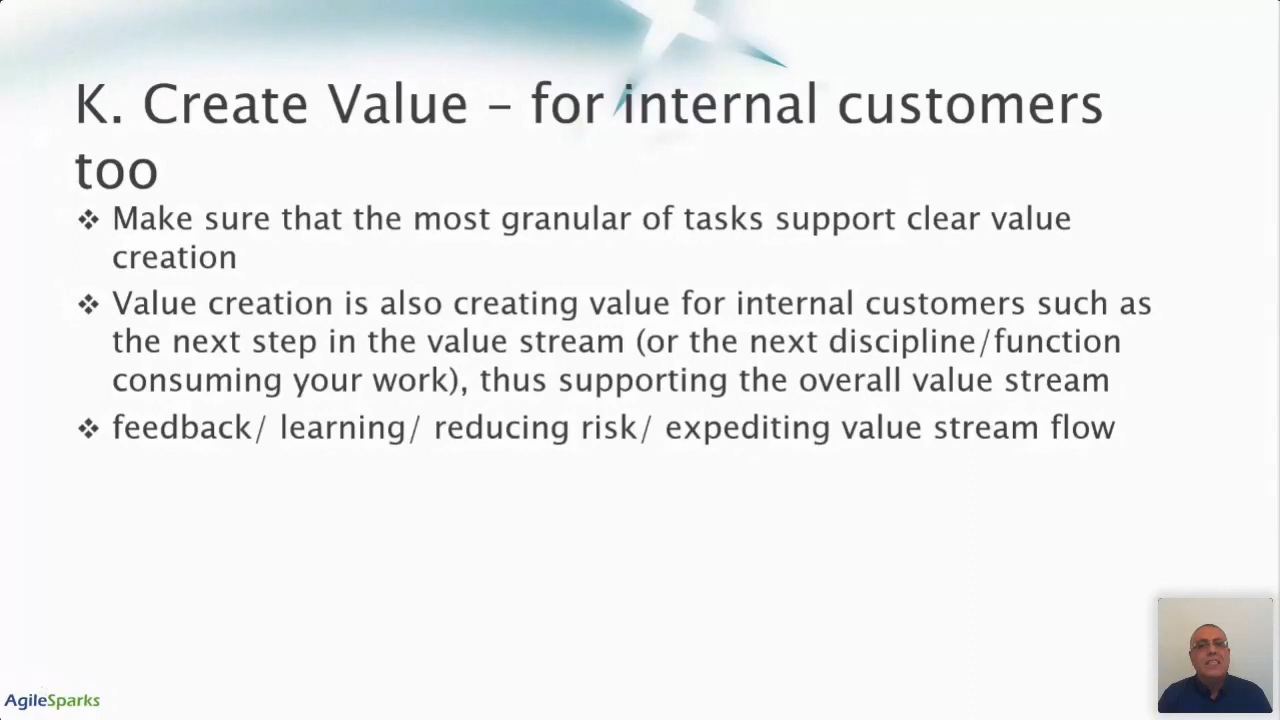 K. Create Value – for internal customers
too
❖ Make sure that the most granular of tasks support clear value
creation
❖ Value creation is also creating value for internal customers such as
the next step in the value stream (or the next discipline/function
consuming your work), thus supporting the overall value stream
❖ feedback/ learning/ reducing risk/ expediting value stream flow
AgileSparks